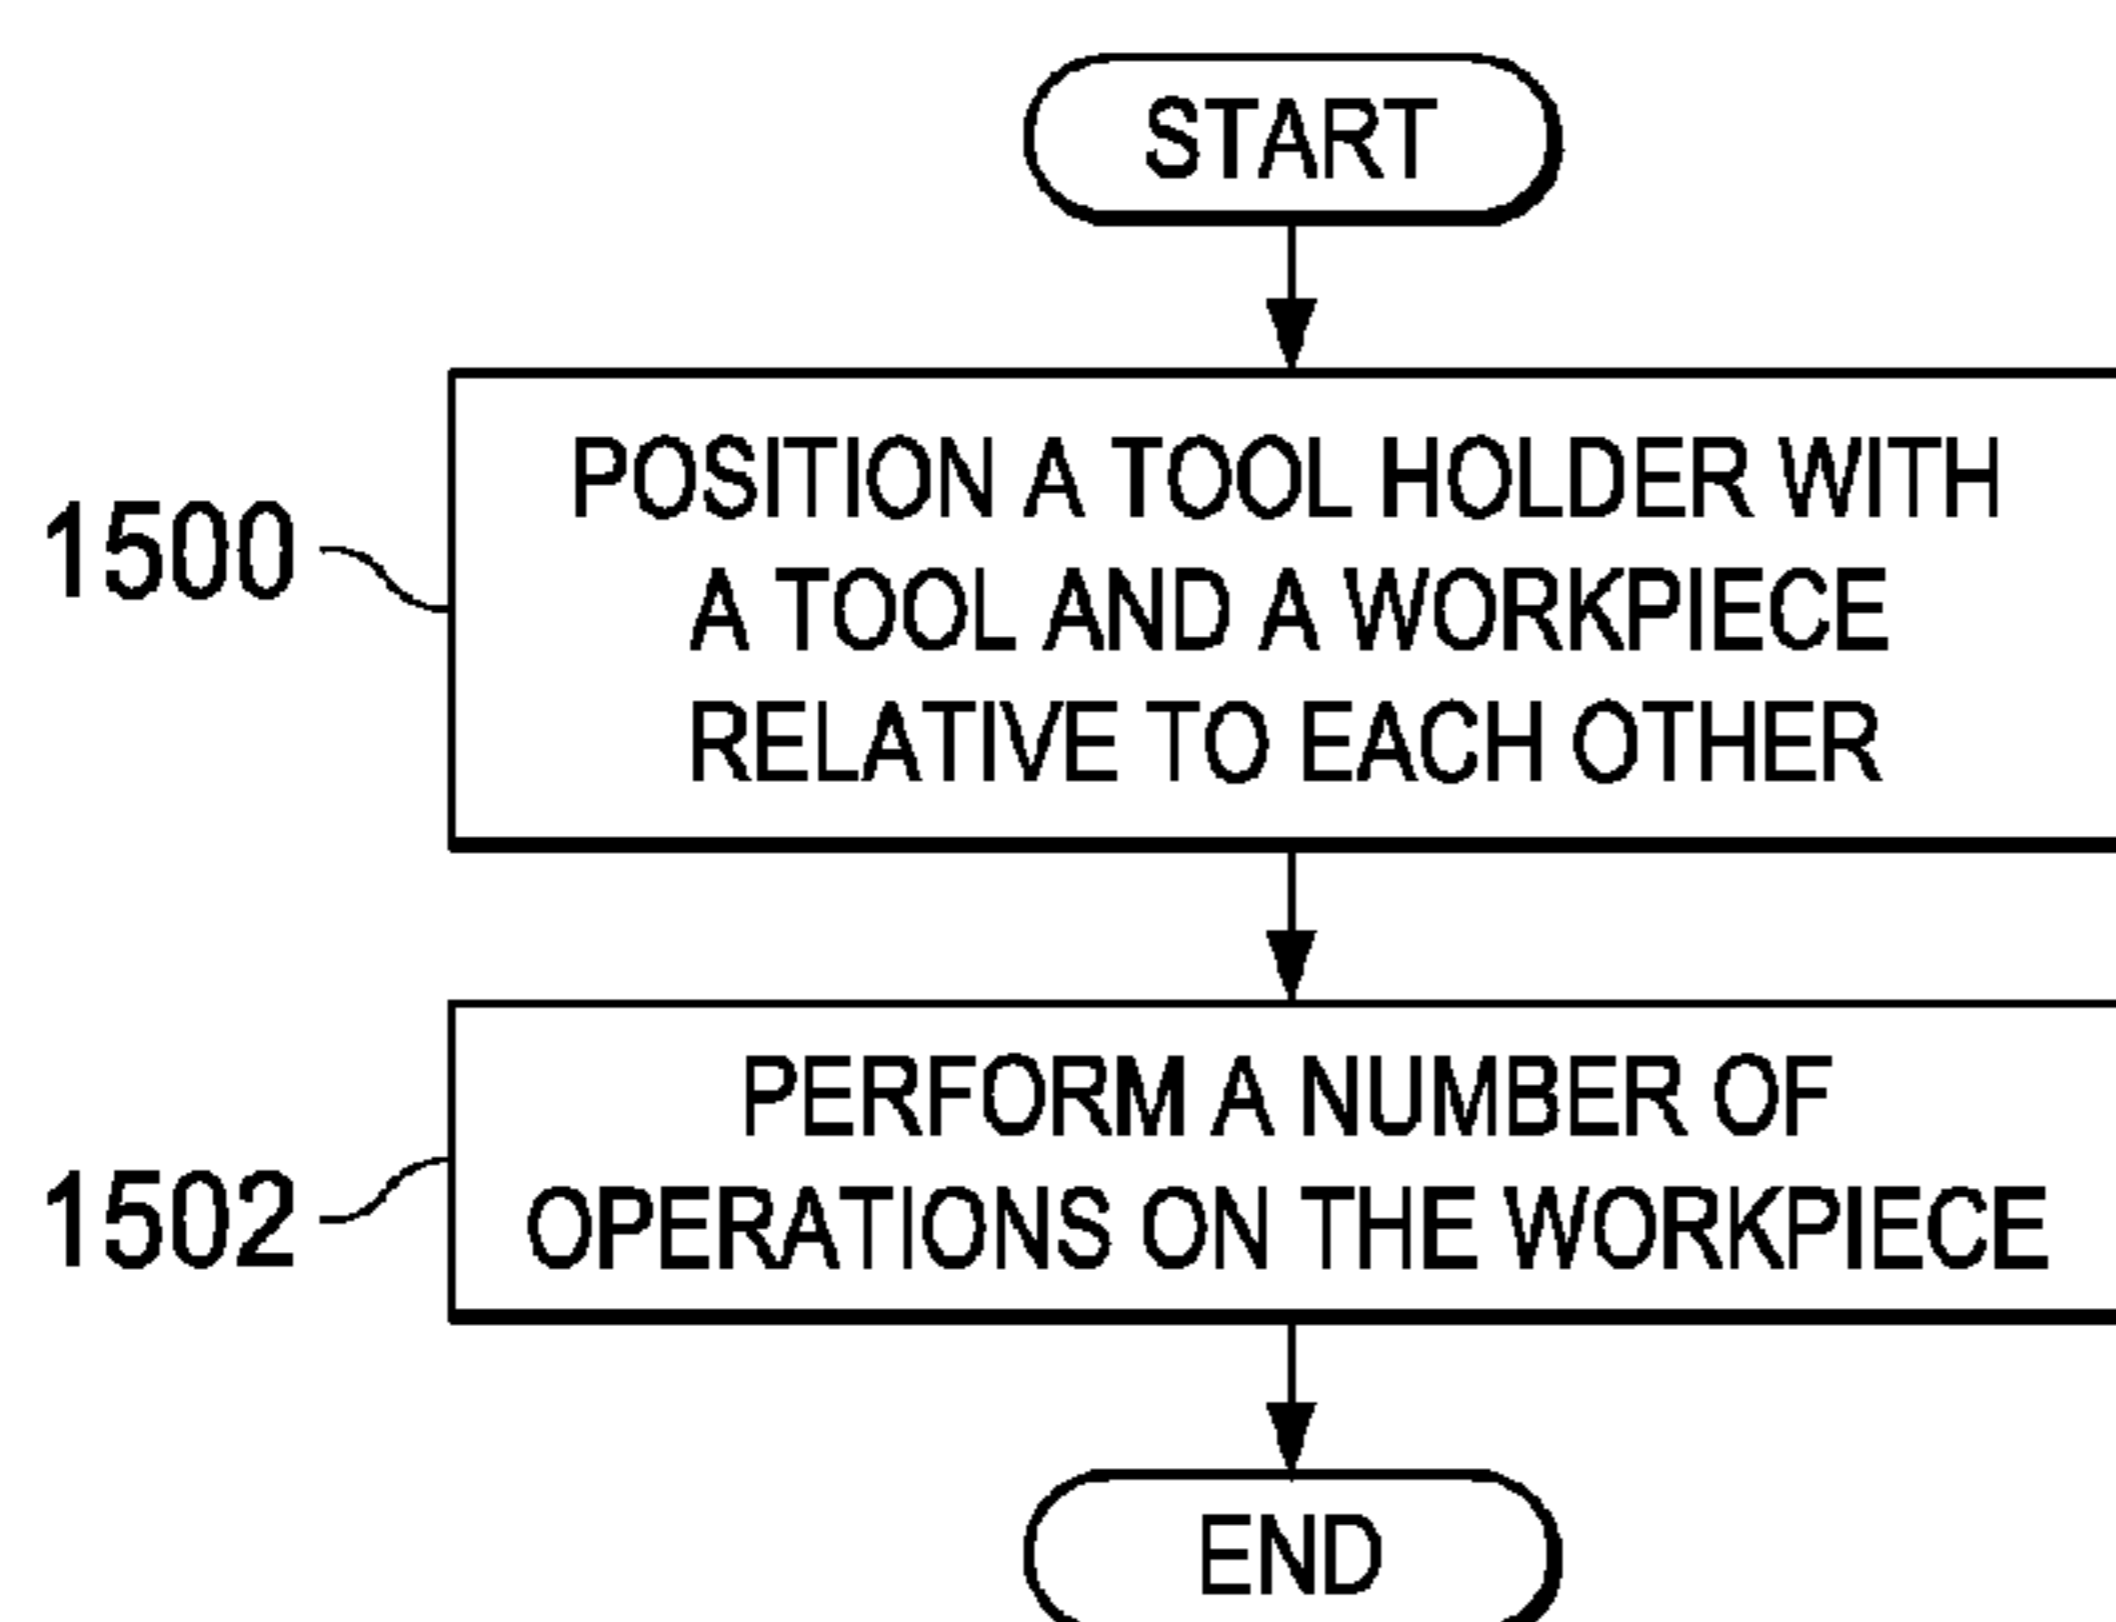 START
1500
POSITION A TOOL HOLDER WITH
A TOOL AND A WORKPIECE
RELATIVE TO EACH OTHER
1502
PERFORM A NUMBER OF
OPERATIONS ON THE WORKPIECE
END